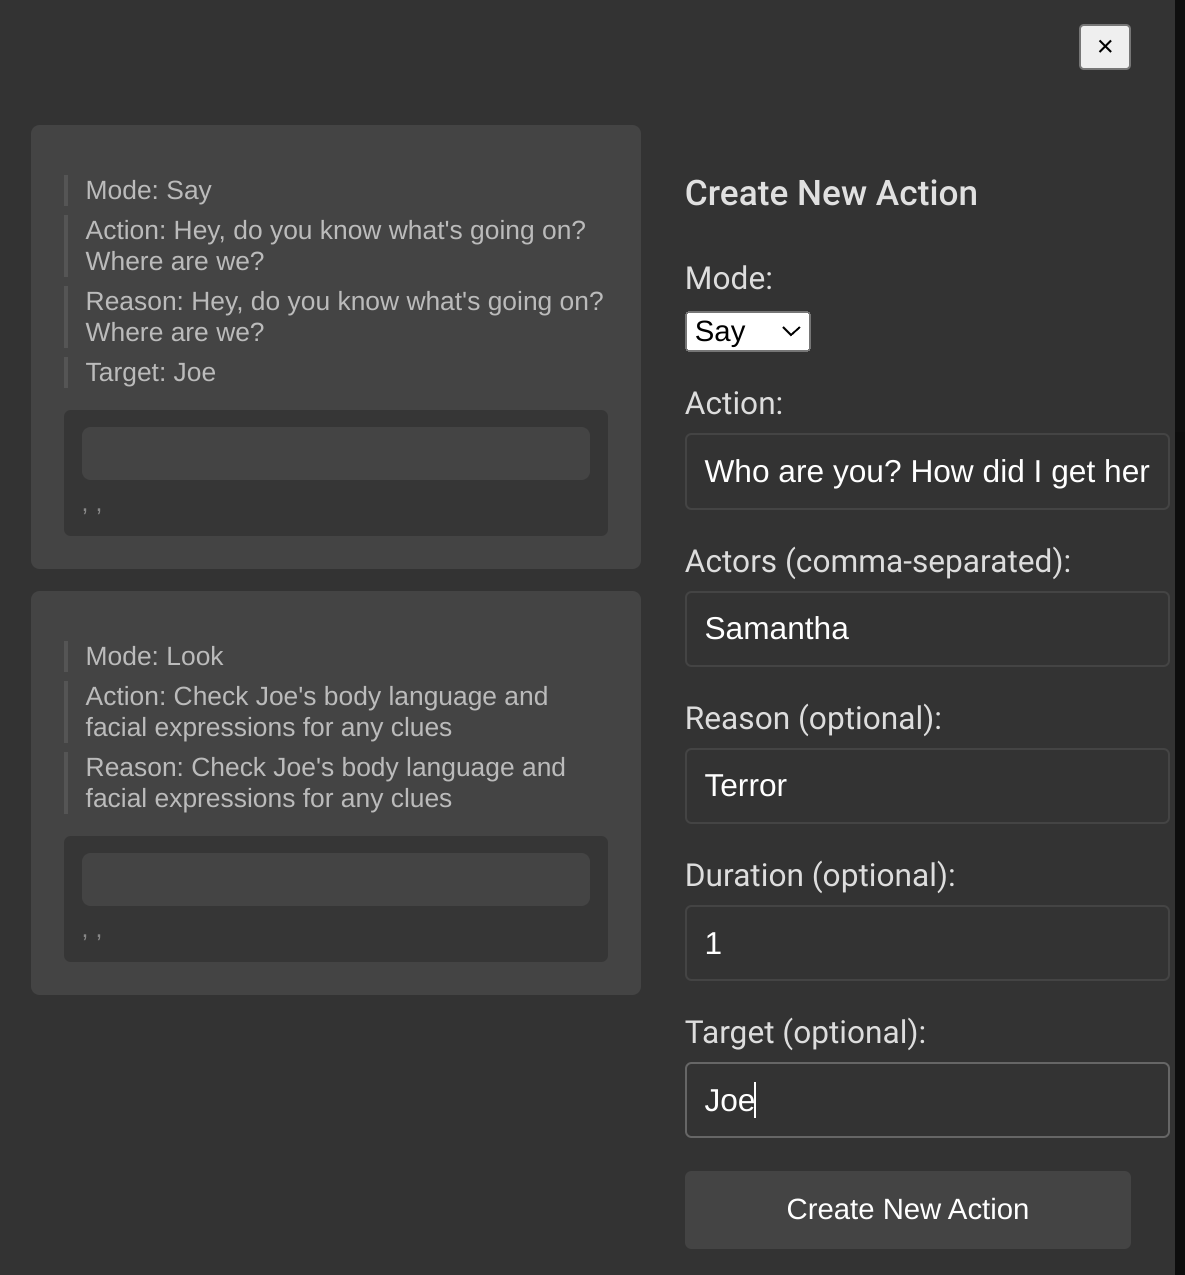 ×
Mode: Say
Action: Hey, do you know what's going on?
Where are we?
Reason: Hey, do you know what's going on?
Where are we?
Target: Joe
, ,
Mode: Look
Action: Check Joe's body language and
facial expressions for any clues
Reason: Check Joe's body language and
facial expressions for any clues
, ,
Create New Action
Mode:
Say
Action:
Who are you? How did I get her
Actors (comma-separated):
Samantha
Reason (optional):
Terror
Duration (optional):
1
Target (optional):
Joe
Create New Action